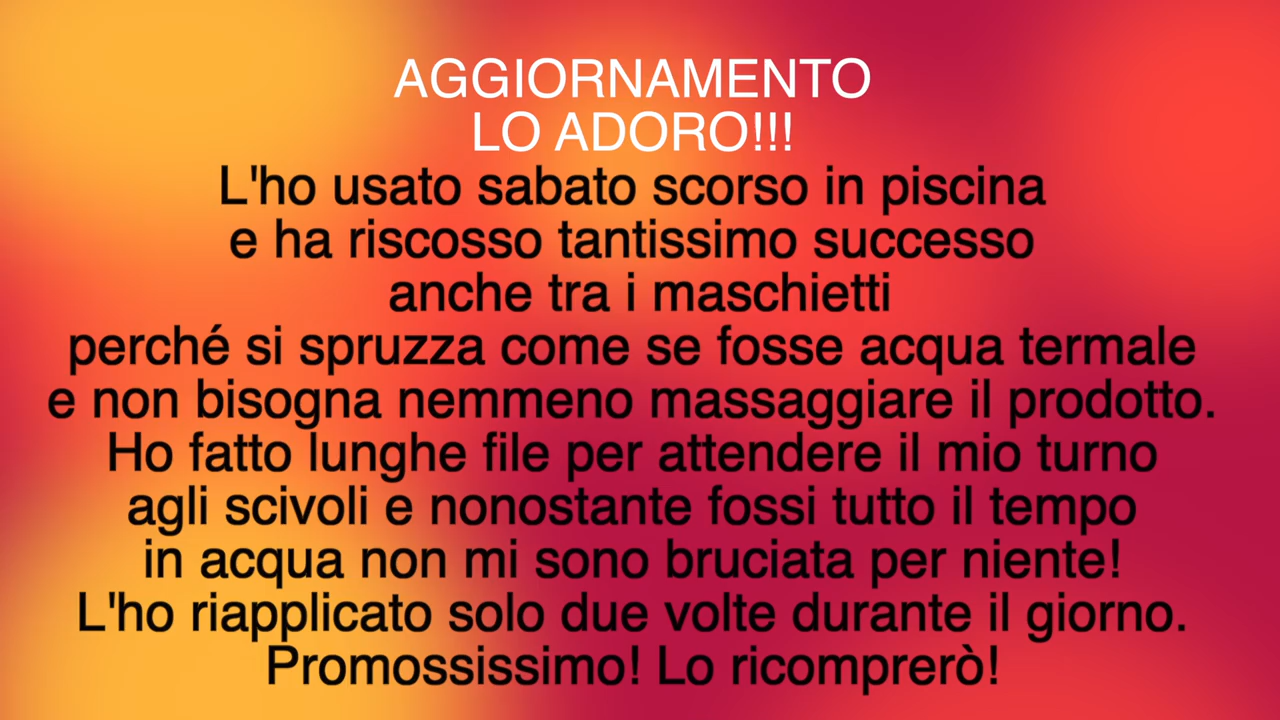 AGGIORNAMENTO
LO ADORO!!!
L'ho usato sabato scorso in piscina
e ha riscosso tantissimo successo
anche tra i maschietti
perché si spruzza come se fosse acqua termale
e non bisogna nemmeno massaggiare il prodotto.
Ho fatto lunghe file per attendere il mio turno
agli scivoli e nonostante fossi tutto il tempo
in acqua non mi sono bruciata per niente!
L'ho riapplicato solo due volte durante il giorno.
Promossissimo! Lo ricomprerò!